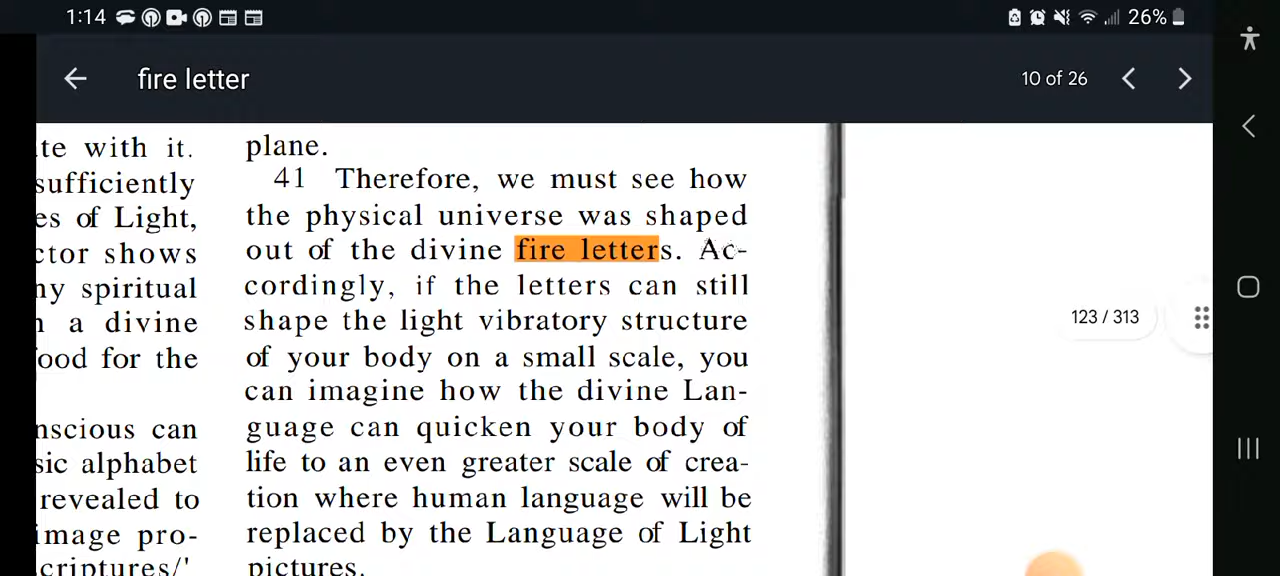 1:14
26%
fire letter
10 of 26
te with it.
sufficiently
es of Light,
ctor shows
ny spiritual
a divine
ood for the
nscious can
sic alphabet
revealed to
image pro-
criptures/'
plane.
41 Therefore, we must see how
the physical universe was shaped
out of the divine fire letters. Ac-
cordingly, if the letters can still
shape the light vibratory structure
of your body on a small scale, you
can imagine how the divine Lan-
guage can quicken your body of
life to an even greater scale of crea-
tion where human language will be
replaced by the Language of Light
pictures.
123 / 313